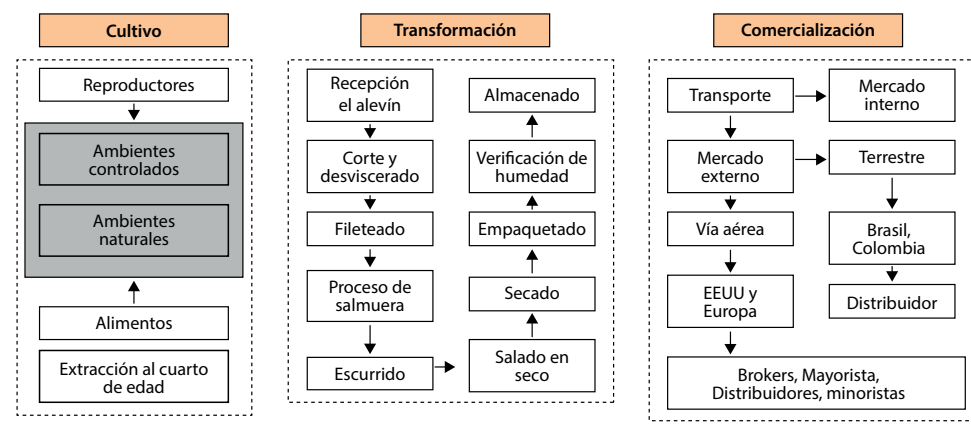 Cultivo
Reproductores
Ambientes
controlados
Ambientes
naturales
Alimentos
Extracción al cuarto
de edad
Transformación
Recepción
el alevín
Corte y
desviscerado
Fileteado
Proceso de
salmuera
Escurrido
Salado en
seco
Secado
Empaquetado
Verificación de
humedad
Almacenado
Comercialización
Transporte
Mercado
interno
Mercado
externo
Terrestre
Vía aérea
Brasil,
Colombia
EEUU y
Europa
Distribuidor
Brokers, Mayorista,
Distribuidores, minoristas